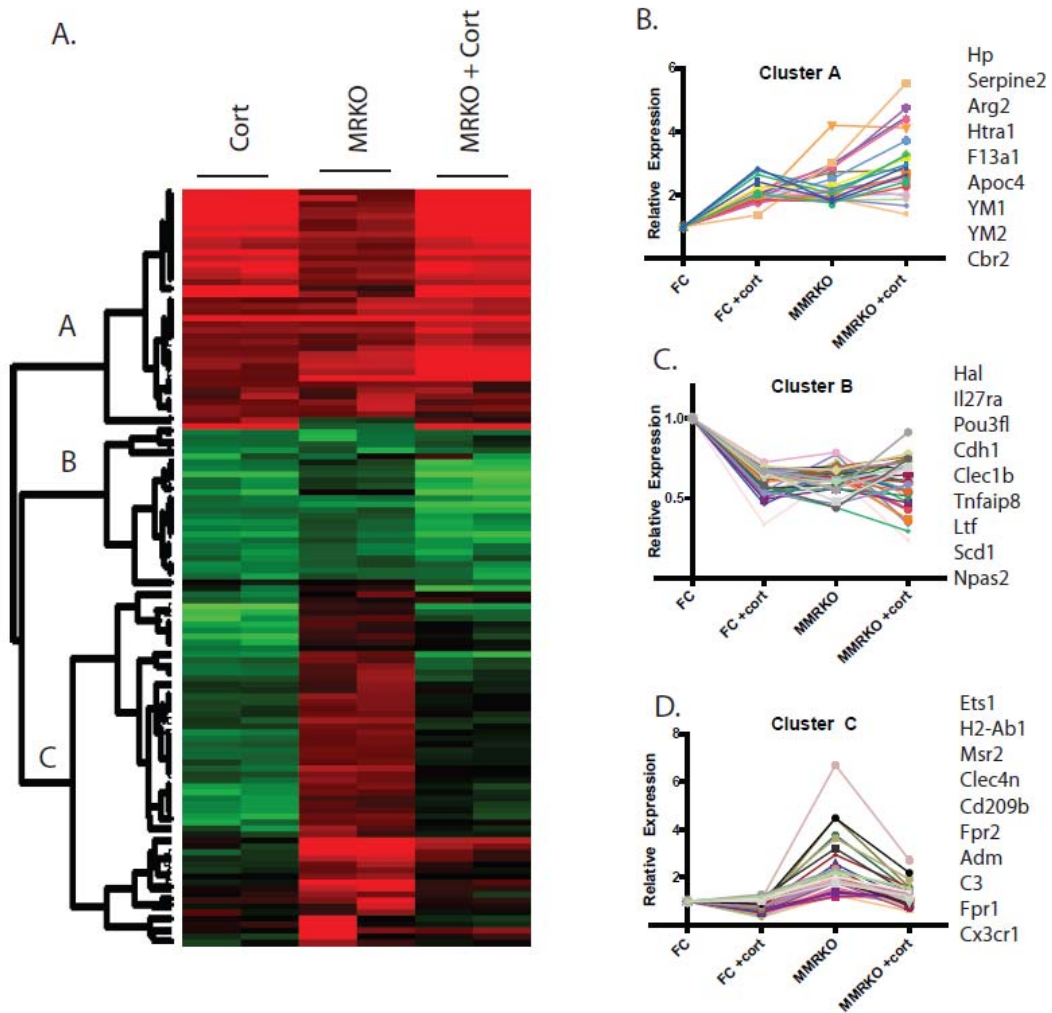 A.
Cort
MRKO
MRKO + Cort
A
B
C
B.
Cluster A
Relative Expression
6
4
2
FC
FC +cort
MMRKO
MMRKO +cort
Hp
Serpine2
Arg2
Htra1
F13a1
Apoc4
YM1
YM2
Cbr2
C.
Cluster B
Relative Expression
1.0
0.5
FC
FC +cort
MMRKO
MMRKO +cort
Hal
Il27ra
Pou3fl
Cdh1
Clec1b
Tnfaip8
Ltf
Scd1
Npas2
D.
Cluster C
Relative Expression
8
6
4
2
FC
FC +cort
MMRKO
MMRKO +cort
Ets1
H2-Ab1
Msr2
Clec4n
Cd209b
Fpr2
Adm
C3
Fpr1
Cx3cr1